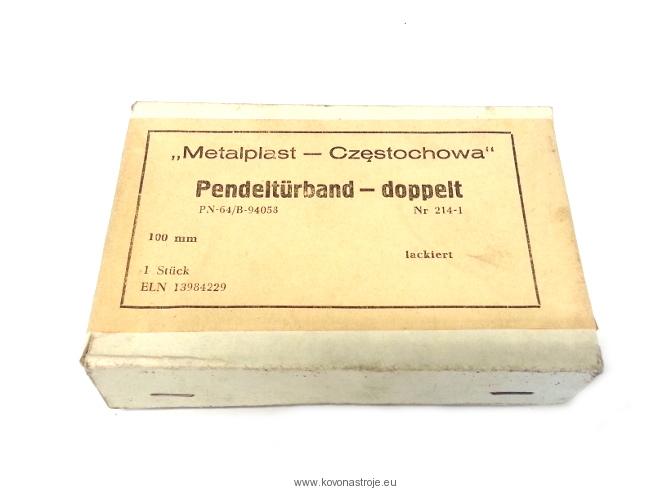 „Metalplast — Częstochowa"
Pendeltürband — doppelt
PN-64/B-94053 Nr 214-1
100 mm
lackiert
1 Stück
ELN 13984229
www.kovonastroje.eu